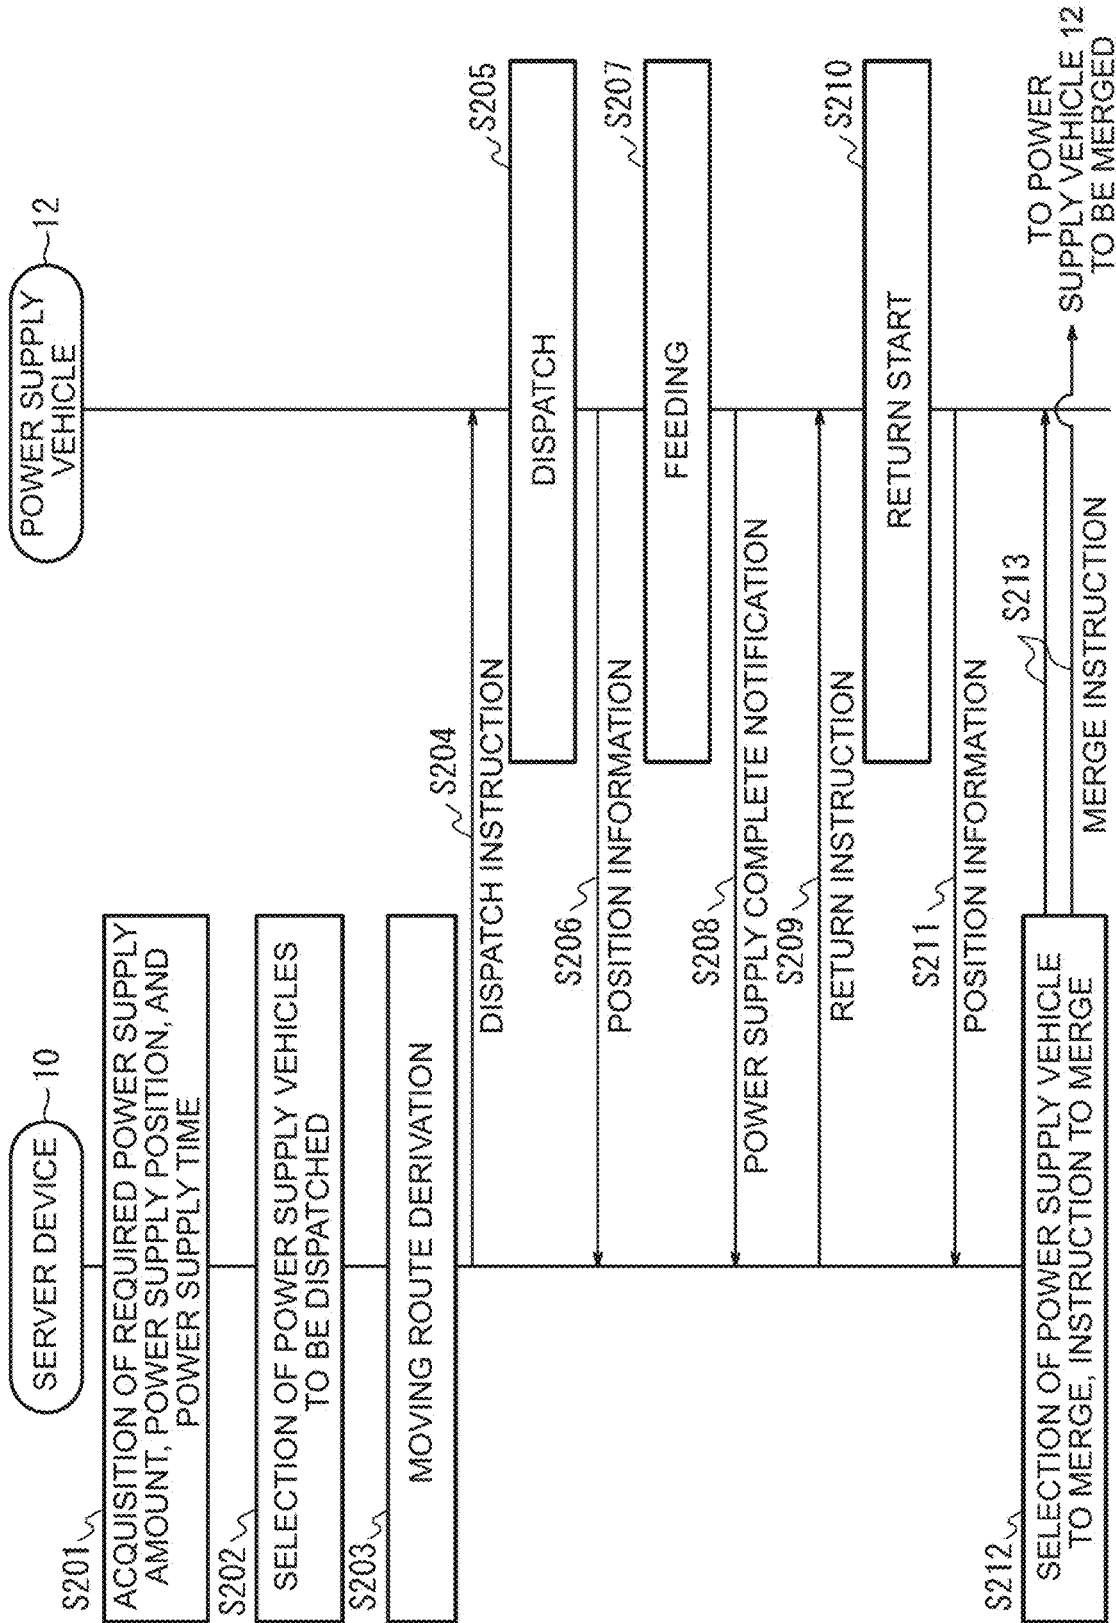 SERVER DEVICE
10
POWER SUPPLY
VEHICLE
12
S201
ACQUISITION OF REQUIRED POWER SUPPLY
AMOUNT, POWER SUPPLY POSITION, AND
POWER SUPPLY TIME
S202
SELECTION OF POWER SUPPLY VEHICLES
TO BE DISPATCHED
S203
MOVING ROUTE DERIVATION
S204
DISPATCH INSTRUCTION
S205
DISPATCH
S206
POSITION INFORMATION
S207
FEEDING
S208
POWER SUPPLY COMPLETE NOTIFICATION
S209
RETURN INSTRUCTION
S210
RETURN START
S211
POSITION INFORMATION
S212
SELECTION OF POWER SUPPLY VEHICLE
TO MERGE, INSTRUCTION TO MERGE
S213
MERGE INSTRUCTION
TO POWER
SUPPLY VEHICLE 12
TO BE MERGED